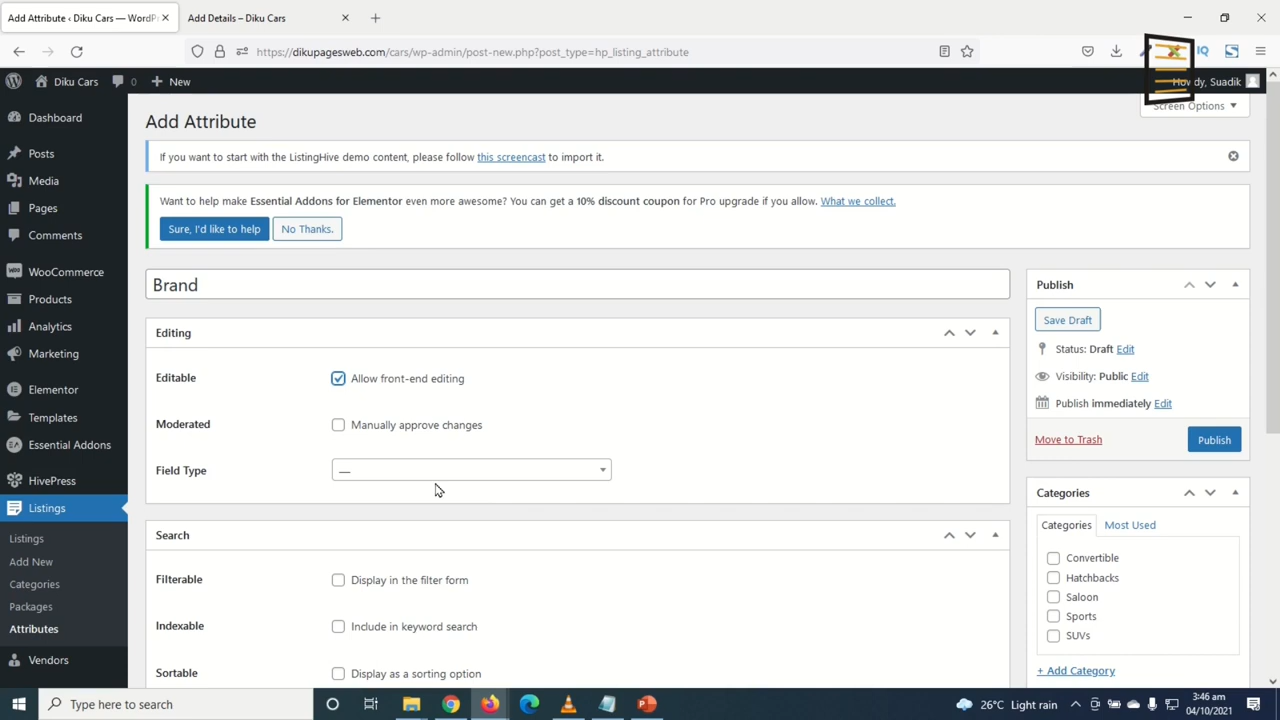 Add Attribute ‹ Diku Cars — WordPr
Add Details – Diku Cars
https://dikupagesweb.com/cars/wp-admin/post-new.php?post_type=hp_listing_attribute
IQ
Diku Cars
0
New
Howdy, Suadik
Screen Options
Dashboard
Posts
Media
Pages
Comments
WooCommerce
Products
Analytics
Marketing
Elementor
Templates
Essential Addons
HivePress
Listings
Listings
Add New
Categories
Packages
Attributes
Vendors
Add Attribute
If you want to start with the ListingHive demo content, please follow this screencast to import it.
Want to help make Essential Addons for Elementor even more awesome? You can get a 10% discount coupon for Pro upgrade if you allow. What we collect.
Sure, I'd like to help
No Thanks.
Brand
Editing
Editable
Allow front-end editing
Moderated
Manually approve changes
Field Type
—
Search
Filterable
Display in the filter form
Indexable
Include in keyword search
Sortable
Display as a sorting option
Publish
Save Draft
Status: Draft Edit
Visibility: Public Edit
Publish immediately Edit
Move to Trash
Publish
Categories
Categories
Most Used
Convertible
Hatchbacks
Saloon
Sports
SUVs
+ Add Category
Type here to search
26°C Light rain
3:46 am
04/10/2021